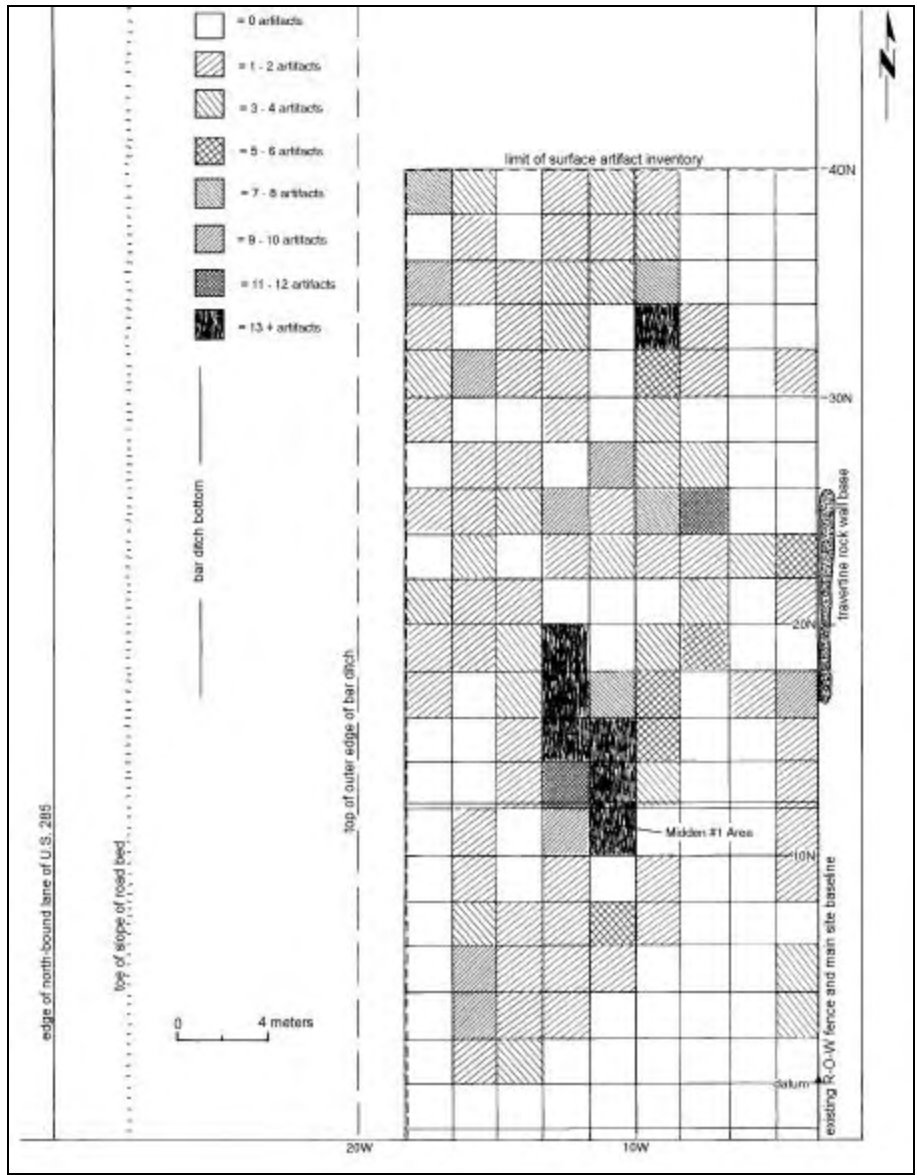 = 0 artifacts
= 1 - 2 artifacts
= 3 - 4 artifacts
= 5 - 6 artifacts
= 7 - 8 artifacts
= 9 - 10 artifacts
= 11 - 12 artifacts
= 13 + artifacts
N
limit of surface artifact inventory
40N
30N
bar ditch bottom
travertine rock wall base
20N
top of outer edge of bar ditch
Midden #1 Area
10N
edge of north-bound lane of U.S. 285
toe of slope of road bed
0 4 meters
existing R-O-W fence and main site baseline
datum
20W 10W